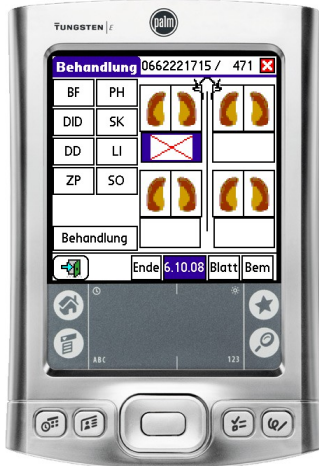 TUNGSTEN | E
palm
Behandlung 0662221715 / 471
BF PH
DID SK
DD LI
ZP SO
Behandlung
Ende 6.10.08 Blatt Bem
ABC 123